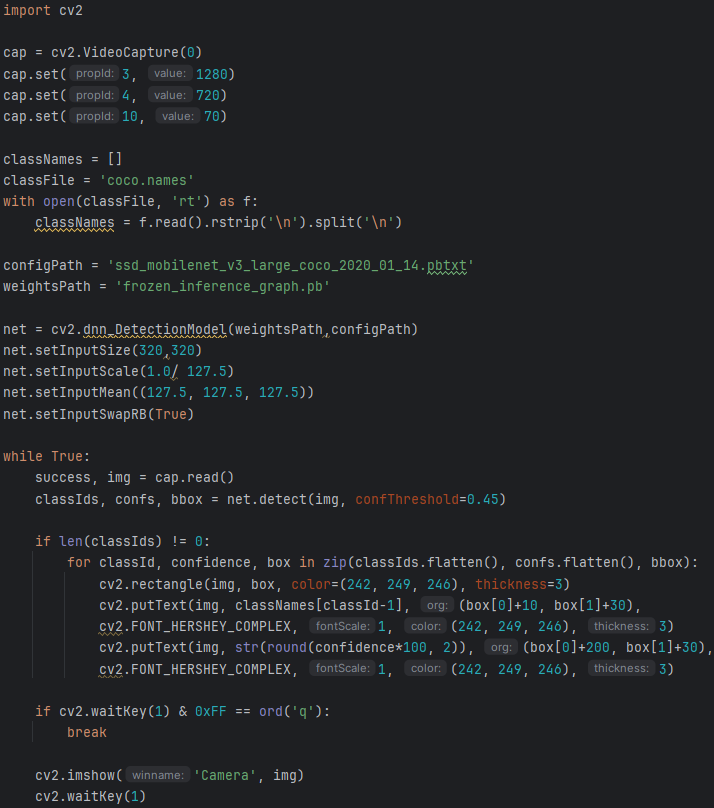 import cv2

cap = cv2.VideoCapture(0)
cap.set( propId: 3, value: 1280)
cap.set( propId: 4, value: 720)
cap.set( propId: 10, value: 70)

classNames = []
classFile = 'coco.names'
with open(classFile, 'rt') as f:
    classNames = f.read().rstrip('\n').split('\n')

configPath = 'ssd_mobilenet_v3_large_coco_2020_01_14.pbtxt'
weightsPath = 'frozen_inference_graph.pb'

net = cv2.dnn_DetectionModel(weightsPath,configPath)
net.setInputSize(320,320)
net.setInputScale(1.0/ 127.5)
net.setInputMean((127.5, 127.5, 127.5))
net.setInputSwapRB(True)

while True:
    success, img = cap.read()
    classIds, confs, bbox = net.detect(img, confThreshold=0.45)

    if len(classIds) != 0:
        for classId, confidence, box in zip(classIds.flatten(), confs.flatten(), bbox):
            cv2.rectangle(img, box, color=(242, 249, 246), thickness=3)
            cv2.putText(img, classNames[classId-1], org: (box[0]+10, box[1]+30),
            cv2.FONT_HERSHEY_COMPLEX, fontScale: 1, color: (242, 249, 246), thickness: 3)
            cv2.putText(img, str(round(confidence*100, 2)), org: (box[0]+200, box[1]+30),
            cv2.FONT_HERSHEY_COMPLEX, fontScale: 1, color: (242, 249, 246), thickness: 3)

    if cv2.waitKey(1) & 0xFF == ord('q'):
        break

    cv2.imshow( winname: 'Camera', img)
    cv2.waitKey(1)